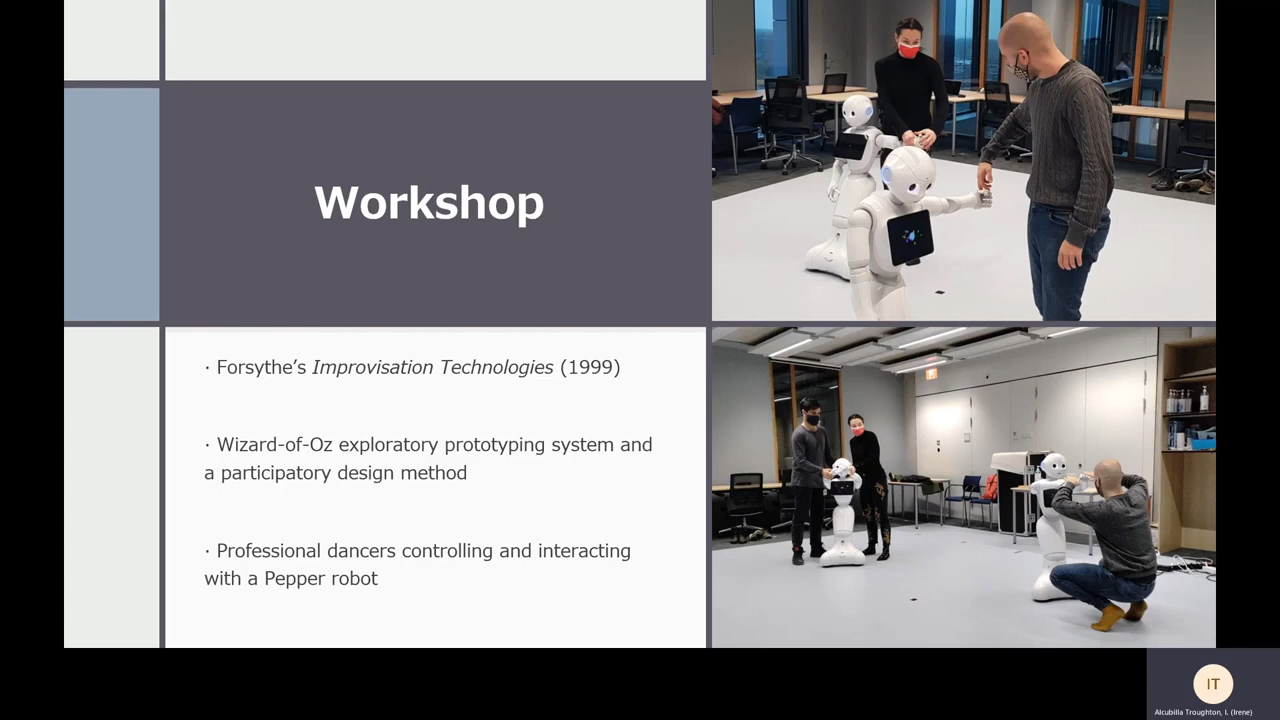 Workshop
· Forsythe’s Improvisation Technologies (1999)
· Wizard-of-Oz exploratory prototyping system and
a participatory design method
· Professional dancers controlling and interacting
with a Pepper robot
IT
Alcubilla Troughton, I. (Irene)